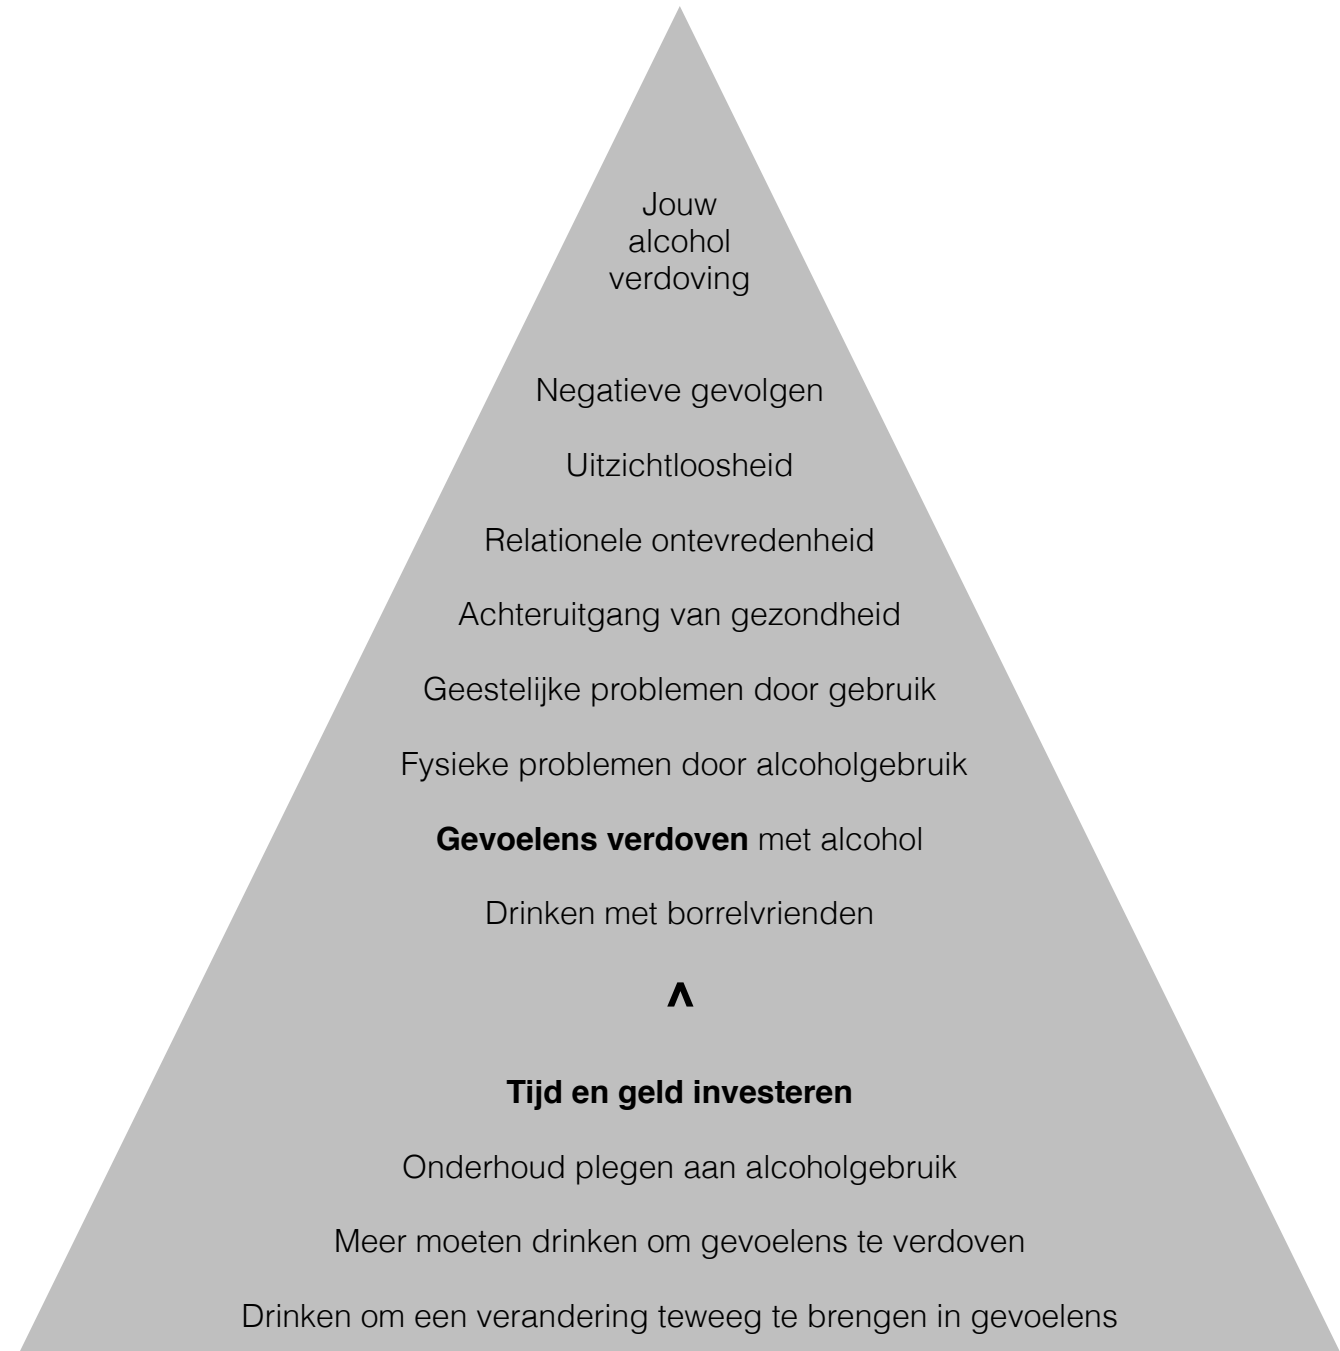 Jouw
alcohol
verdoving
Negatieve gevolgen
Uitzichtloosheid
Relationele ontevredenheid
Achteruitgang van gezondheid
Geestelijke problemen door gebruik
Fysieke problemen door alcoholgebruik
Gevoelens verdoven met alcohol
Drinken met borrelvrienden
^
Tijd en geld investeren
Onderhoud plegen aan alcoholgebruik
Meer moeten drinken om gevoelens te verdoven
Drinken om een verandering teweeg te brengen in gevoelens